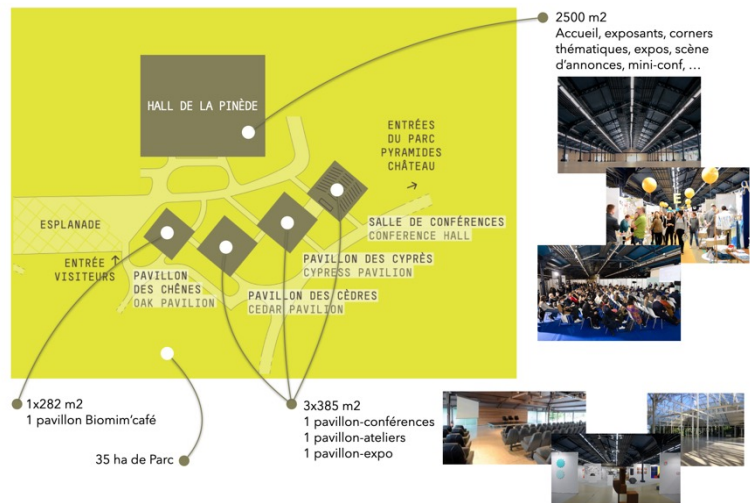 2500 m2
Accueil, exposants, corners
thématiques, expos, scène
d'annonces, mini-conf, ...
HALL DE LA PINÈDE
ENTRÉES
DU PARC
PYRAMIDES
CHÂTEAU
ESPLANADE
SALLE DE CONFÉRENCES
CONFERENCE HALL
ENTRÉE
VISITEURS
PAVILLON DES CYPRÈS
CYPRESS PAVILION
PAVILLON
DES CHÊNES
OAK PAVILION
PAVILLON DES CÈDRES
CEDAR PAVILION
1x282 m2
1 pavillon Biomim'café
35 ha de Parc
3x385 m2
1 pavillon-conférences
1 pavillon-ateliers
1 pavillon-expo